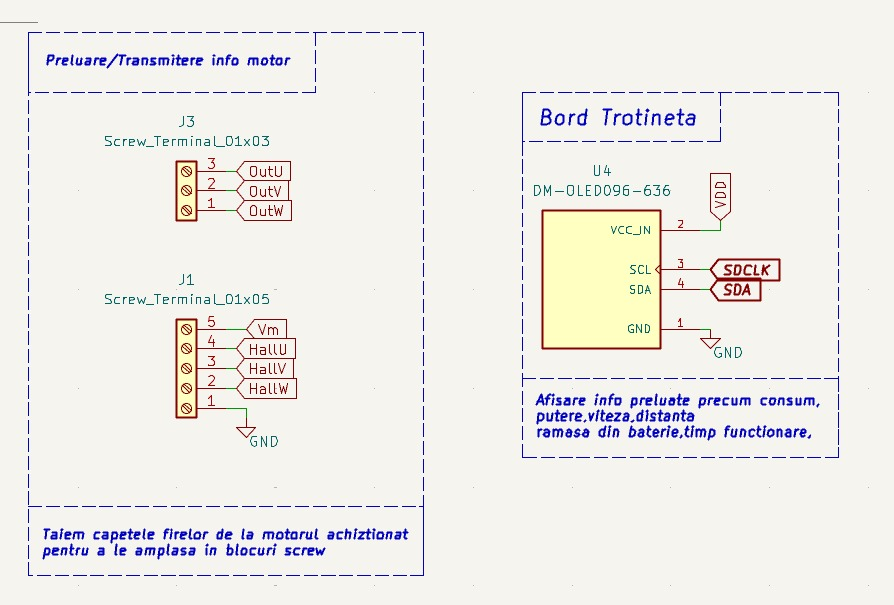 Preluare/Transmitere info motor
J3
Screw_Terminal_01x03
3 OutU
2 OutV
1 OutW
J1
Screw_Terminal_01x05
5 Vm
4 HallU
3 HallV
2 HallW
1
GND
Taiem capetele firelor de la motorul achiztionat
pentru a le amplasa in blocuri screw
Bord Trotineta
U4
DM-OLED096-636
VDD
VCC_IN 2
SCL 3 SDCLK
SDA 4 SDA
GND 1
GND
Afisare info preluate precum consum,
putere,viteza,distanta
ramasa din baterie,timp functionare,